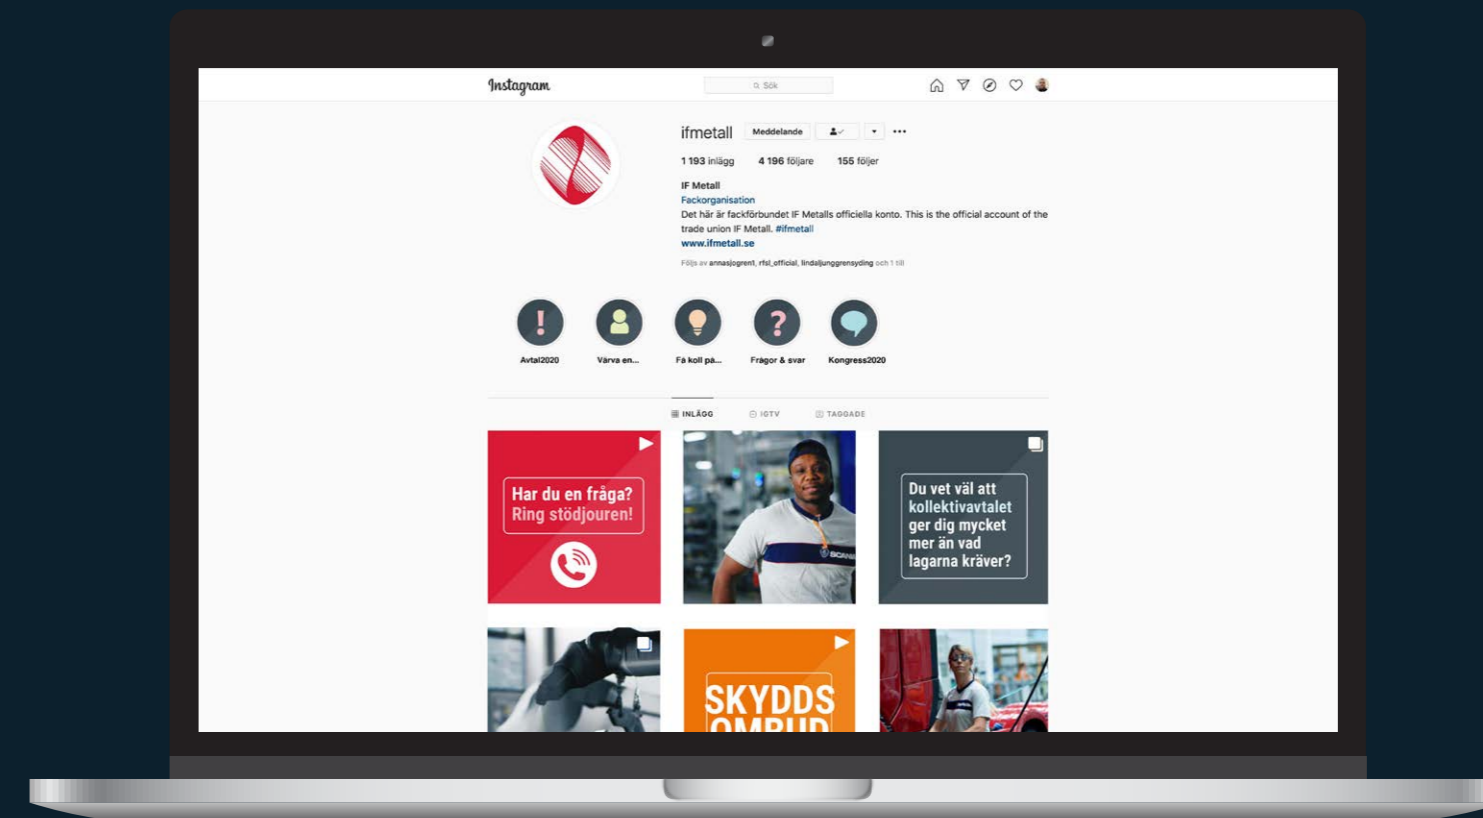 Instagram
Sök
ifmetall Meddelande
1 193 inlägg 4 196 följare 155 följer
IF Metall
Fackorganisation
Det här är fackförbundet IF Metalls officiella konto. This is the official account of the
trade union IF Metall. #ifmetall
www.ifmetall.se
Följs av annasjogren1, rfsl_official, lindaljunggrensyding och 1 till
Avtal2020 Värva en... Få koll på... Frågor & svar Kongress2020
INLÄGG IGTV TAGGADE
Har du en fråga?
Ring stödjouren!
SCANIA
Du vet väl att
kollektivavtalet
ger dig mycket
mer än vad
lagarna kräver?
SKYDDS
OMBUD